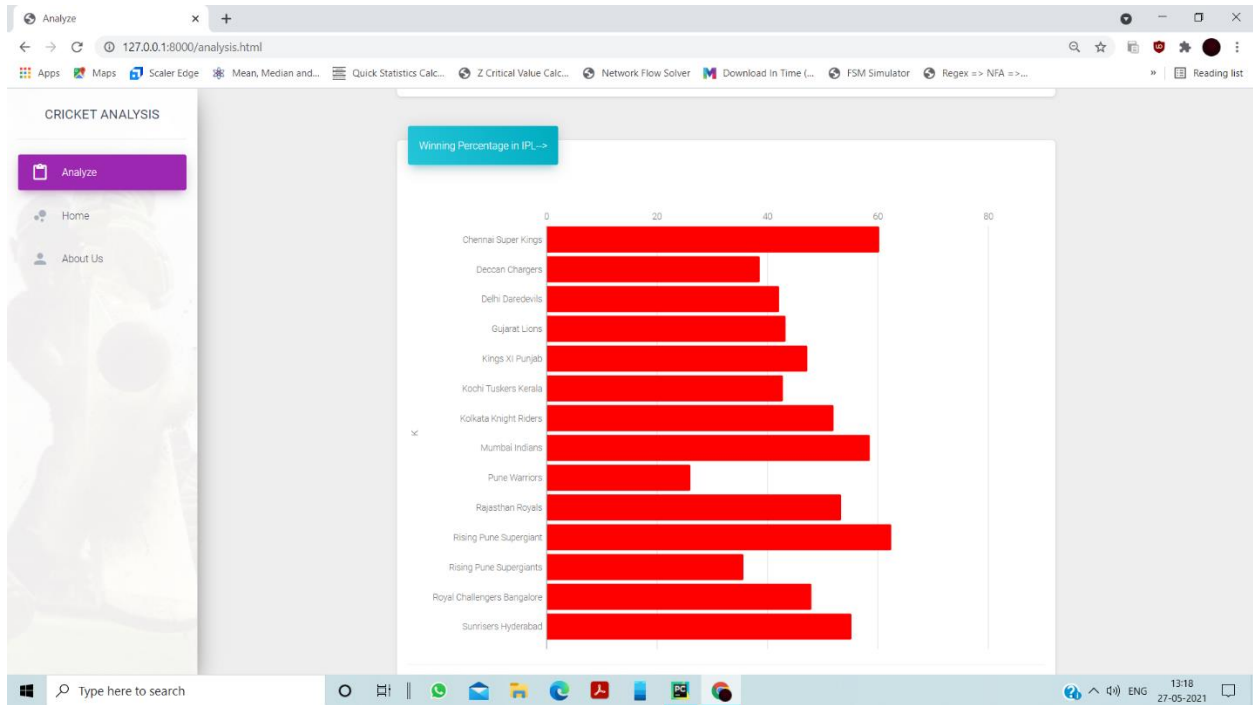 Analyze
127.0.0.1:8000/analysis.html
Apps Maps Scaler Edge Mean, Median and... Quick Statistics Calc... Z Critical Value Calc... Network Flow Solver Download In Time (... FSM Simulator Regex => NFA =>... » Reading list
CRICKET ANALYSIS
Analyze
Home
About Us
Winning Percentage in IPL-->
0 20 40 60 80
Chennai Super Kings
Deccan Chargers
Delhi Daredevils
Gujarat Lions
Kings XI Punjab
Kochi Tuskers Kerala
Kolkata Knight Riders
Mumbai Indians
Pune Warriors
Rajasthan Royals
Rising Pune Supergiant
Rising Pune Supergiants
Royal Challengers Bangalore
Sunrisers Hyderabad
x
Type here to search
PC
ENG
13:18
27-05-2021